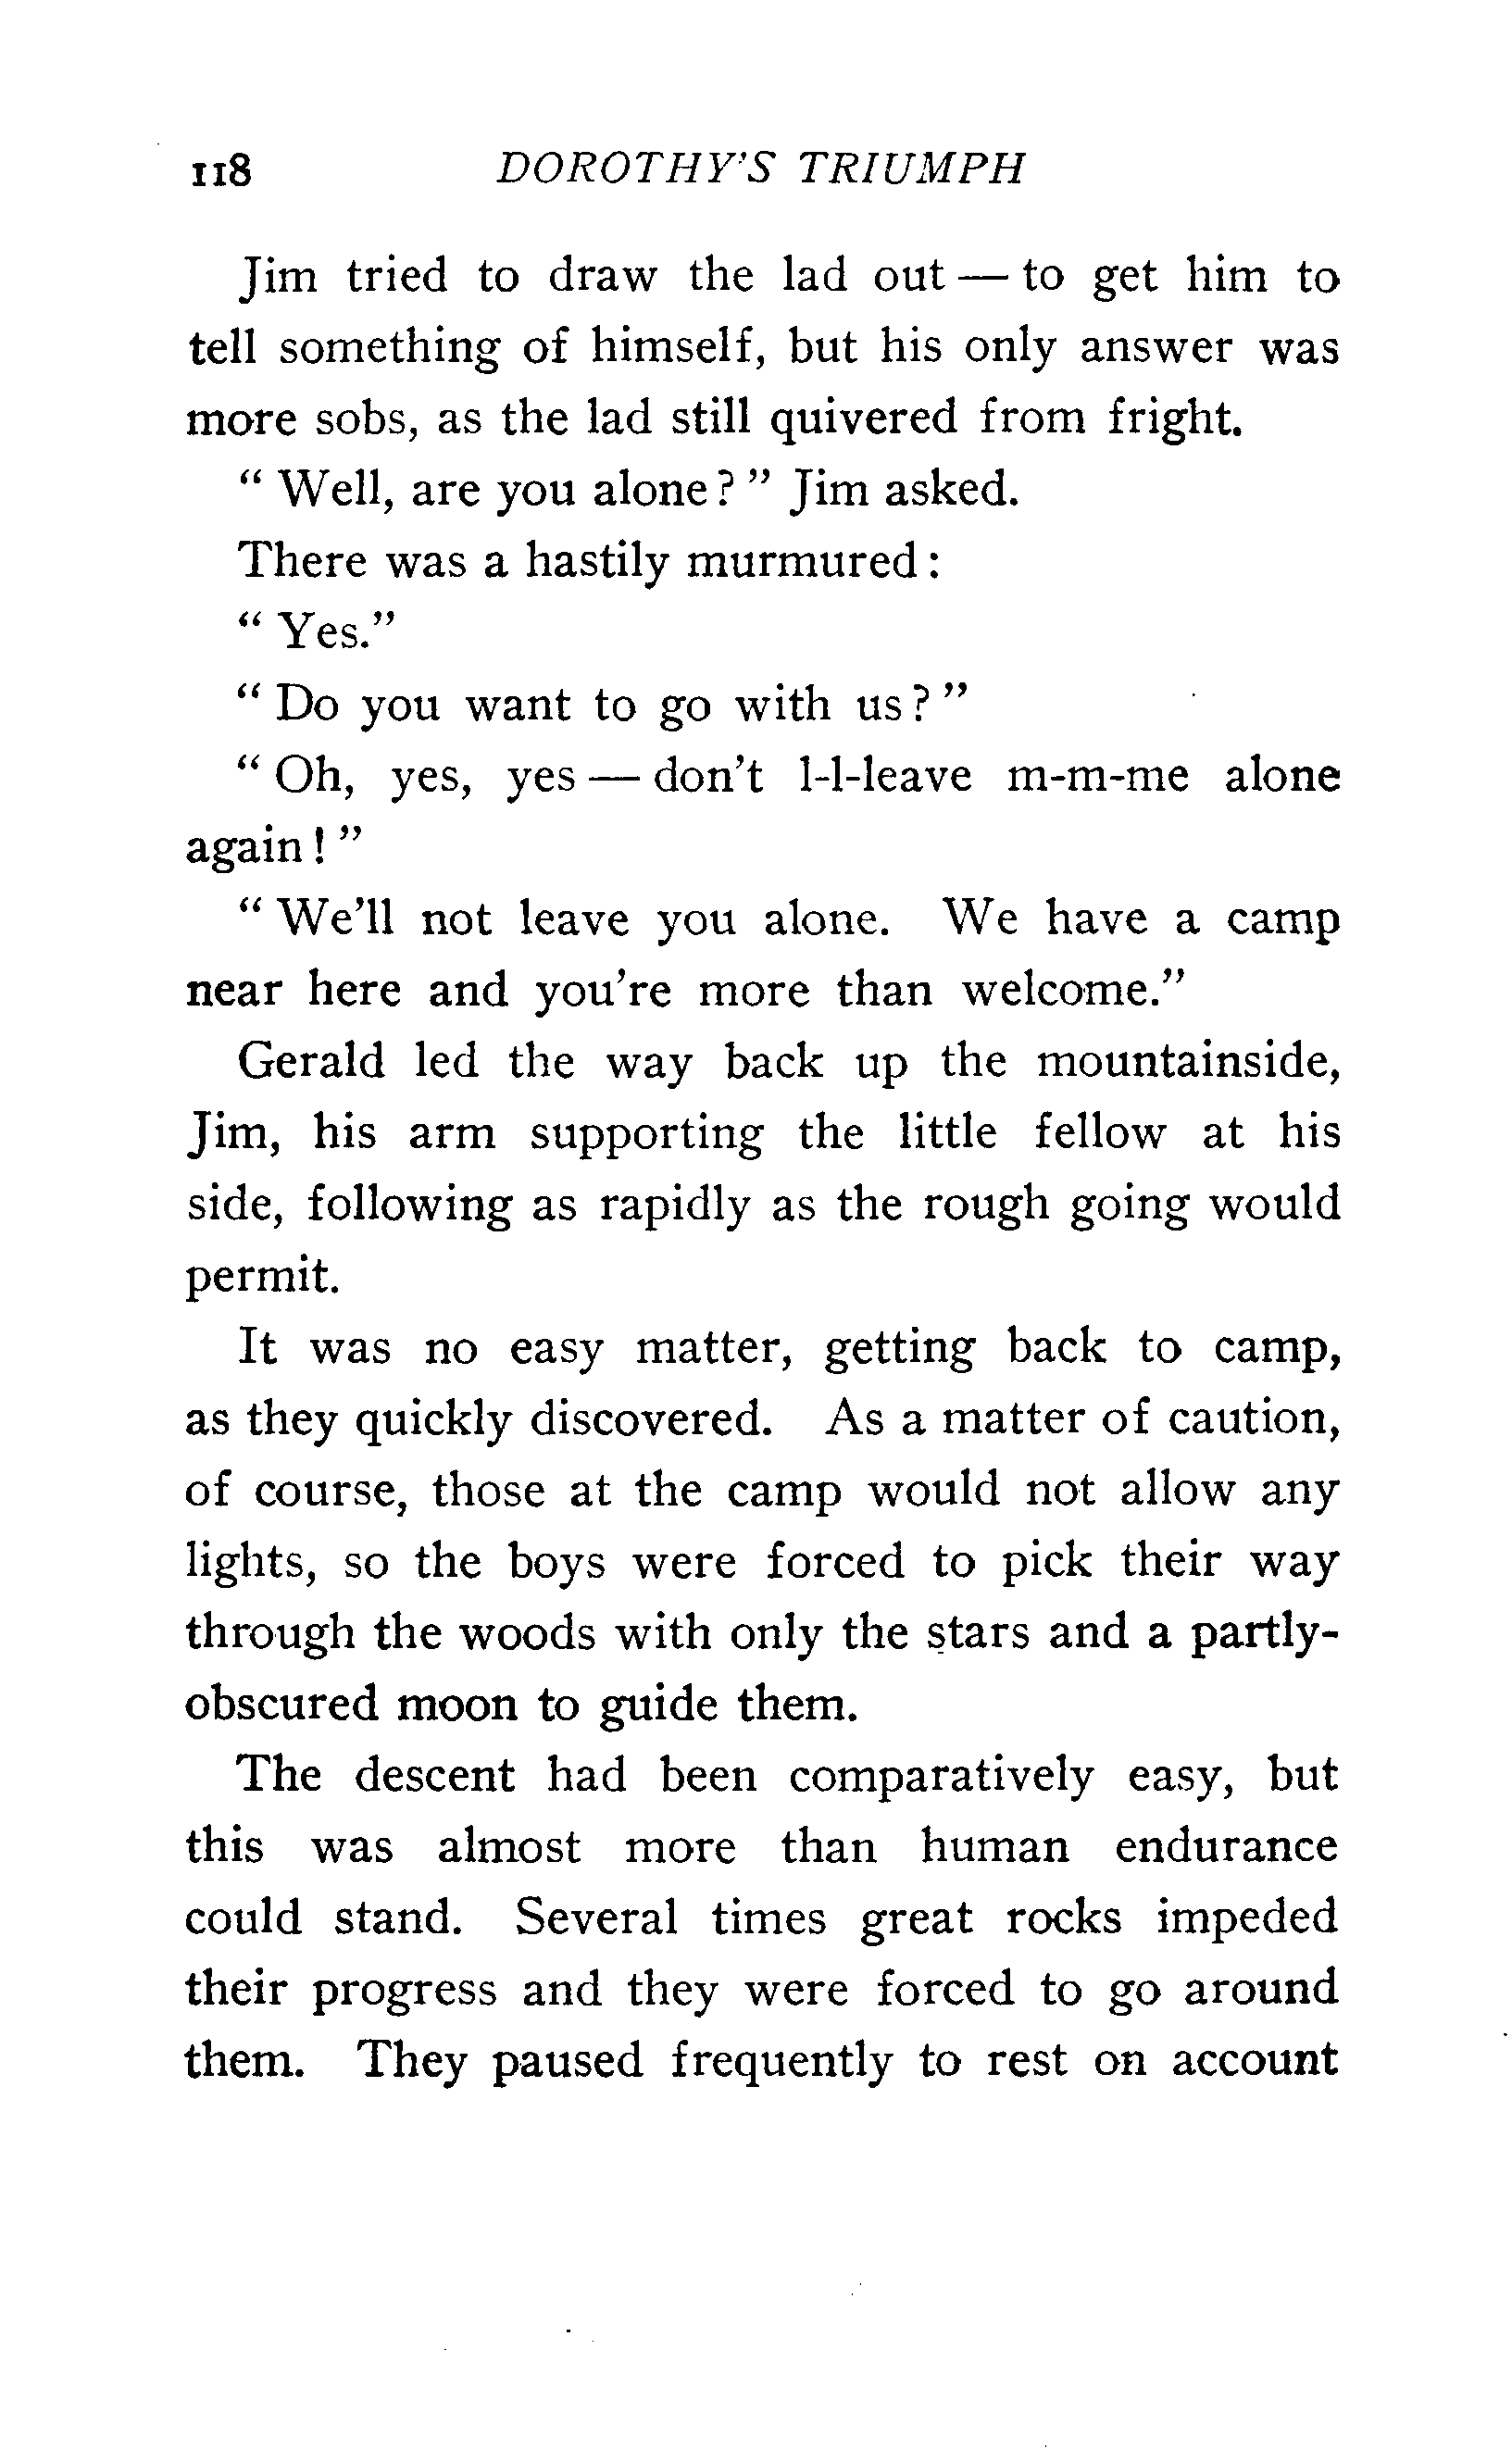 118 DOROTHY'S TRIUMPH
Jim tried to draw the lad out — to get him to
tell something of himself, but his only answer was
more sobs, as the lad still quivered from fright.
" Well, are you alone ? " Jim asked.
There was a hastily murmured :
" Yes."
" Do you want to go with us ? "
" Oh, yes, yes — don't l-l-leave m-m-me alone
again ! "
" We'll not leave you alone. We have a camp
near here and you're more than welcome."
Gerald led the way back up the mountainside,
Jim, his arm supporting the little fellow at his
side, following as rapidly as the rough going would
permit.
It was no easy matter, getting back to camp,
as they quickly discovered. As a matter of caution,
of course, those at the camp would not allow any
lights, so the boys were forced to pick their way
through the woods with only the stars and a partly-
obscured moon to guide them.
The descent had been comparatively easy, but
this was almost more than human endurance
could stand. Several times great rocks impeded
their progress and they were forced to go around
them. They paused frequently to rest on account